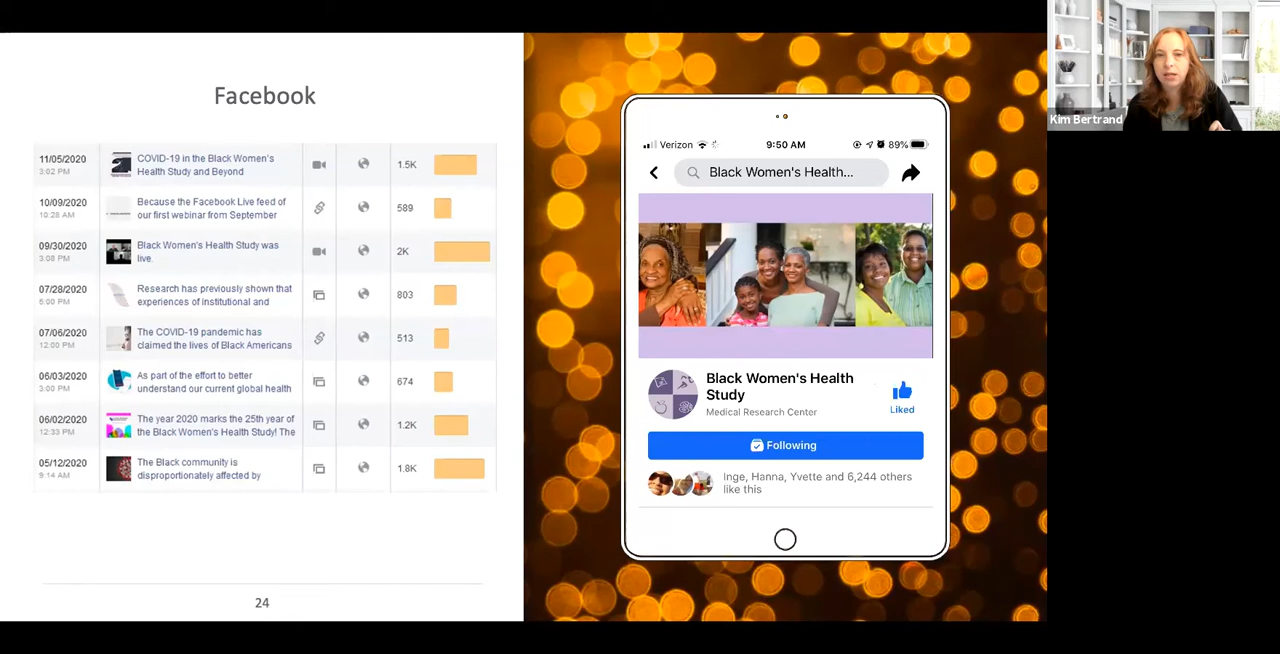 Facebook
11/05/2020
3:02 PM
COVID-19 in the Black Women's
Health Study and Beyond
1.5K
10/09/2020
10:28 AM
Because the Facebook Live feed of
our first webinar from September
589
09/30/2020
3:08 PM
Black Women's Health Study was
live.
2K
07/28/2020
5:00 PM
Research has previously shown that
experiences of institutional and
803
07/06/2020
12:00 PM
The COVID-19 pandemic has
claimed the lives of Black Americans
513
06/03/2020
3:00 PM
As part of the effort to better
understand our current global health
674
06/02/2020
12:33 PM
The year 2020 marks the 25th year of
the Black Women's Health Study! The
1.2K
05/12/2020
9:14 AM
The Black community is
disproportionately affected by
1.8K
24
Verizon
9:50 AM
89%
Black Women's Health...
Black Women's Health
Study
Medical Research Center
Liked
Following
Inge, Hanna, Yvette and 6,244 others
like this
Kim Bertrand